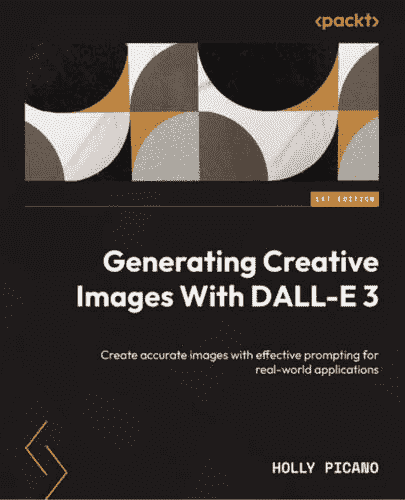 <packt>
1ST EDITION
Generating Creative
Images With DALL-E 3
Create accurate images with effective prompting for
real-world applications
HOLLY PICANO